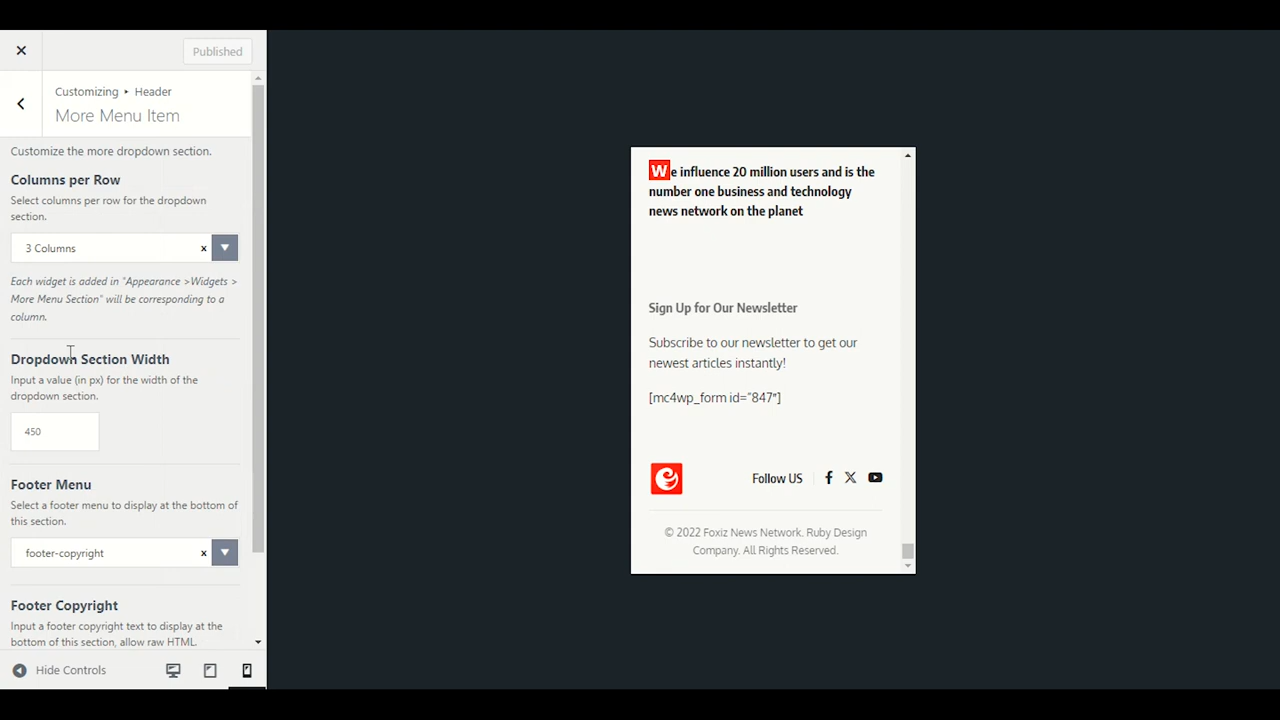 Published
Customizing ▸ Header
More Menu Item
Customize the more dropdown section.
Columns per Row
Select columns per row for the dropdown
section.
3 Columns
x
Each widget is added in "Appearance >Widgets >
More Menu Section" will be corresponding to a
column.
Dropdown Section Width
Input a value (in px) for the width of the
dropdown section.
450
Footer Menu
Select a footer menu to display at the bottom of
this section.
footer-copyright
x
Footer Copyright
Input a footer copyright text to display at the
bottom of this section, allow raw HTML.
Hide Controls
We influence 20 million users and is the
number one business and technology
news network on the planet
Sign Up for Our Newsletter
Subscribe to our newsletter to get our
newest articles instantly!
[mc4wp_form id="847"]
Follow US
© 2022 Foxiz News Network. Ruby Design
Company. All Rights Reserved.